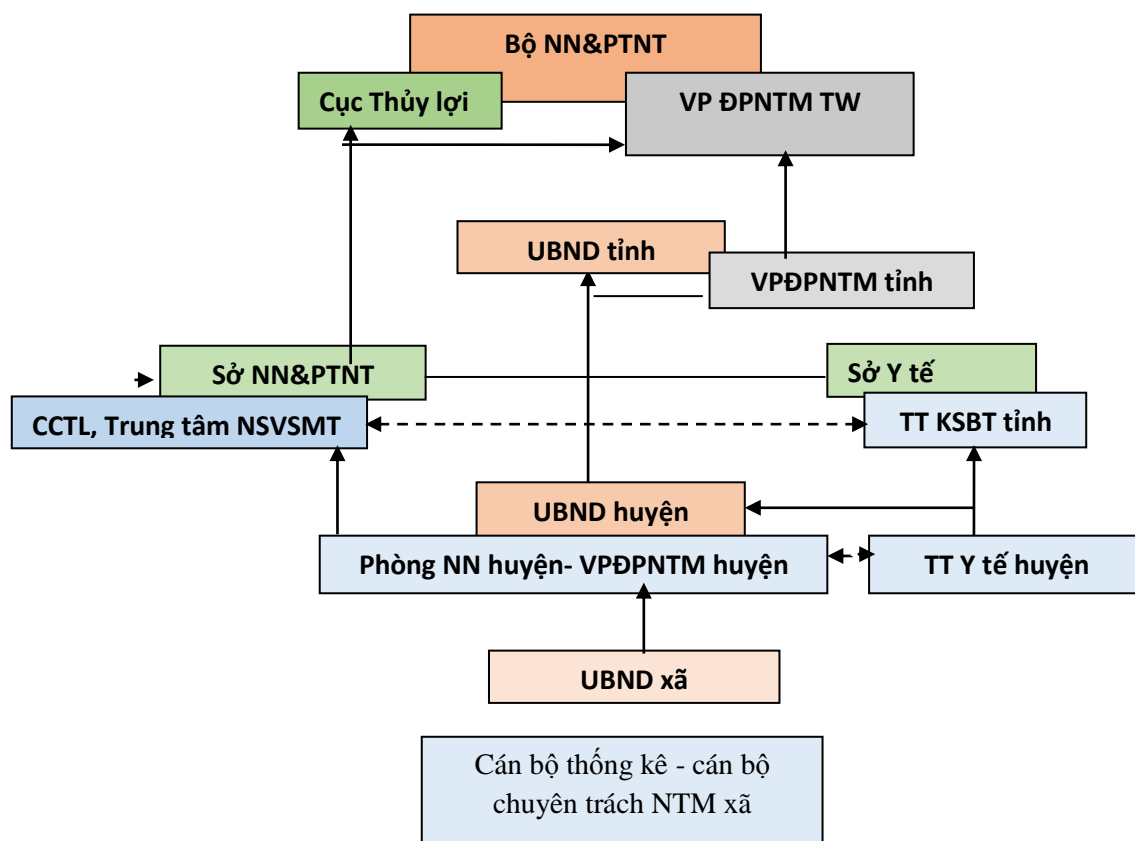 Bộ NN&PTNT
Cục Thủy lợi
VP ĐPNTM TW
UBND tỉnh
VPĐPNTM tỉnh
Sở NN&PTNT
Sở Y tế
CCTL, Trung tâm NSVSMT
TT KSBT tỉnh
UBND huyện
Phòng NN huyện- VPĐPNTM huyện
TT Y tế huyện
UBND xã
Cán bộ thống kê - cán bộ
chuyên trách NTM xã